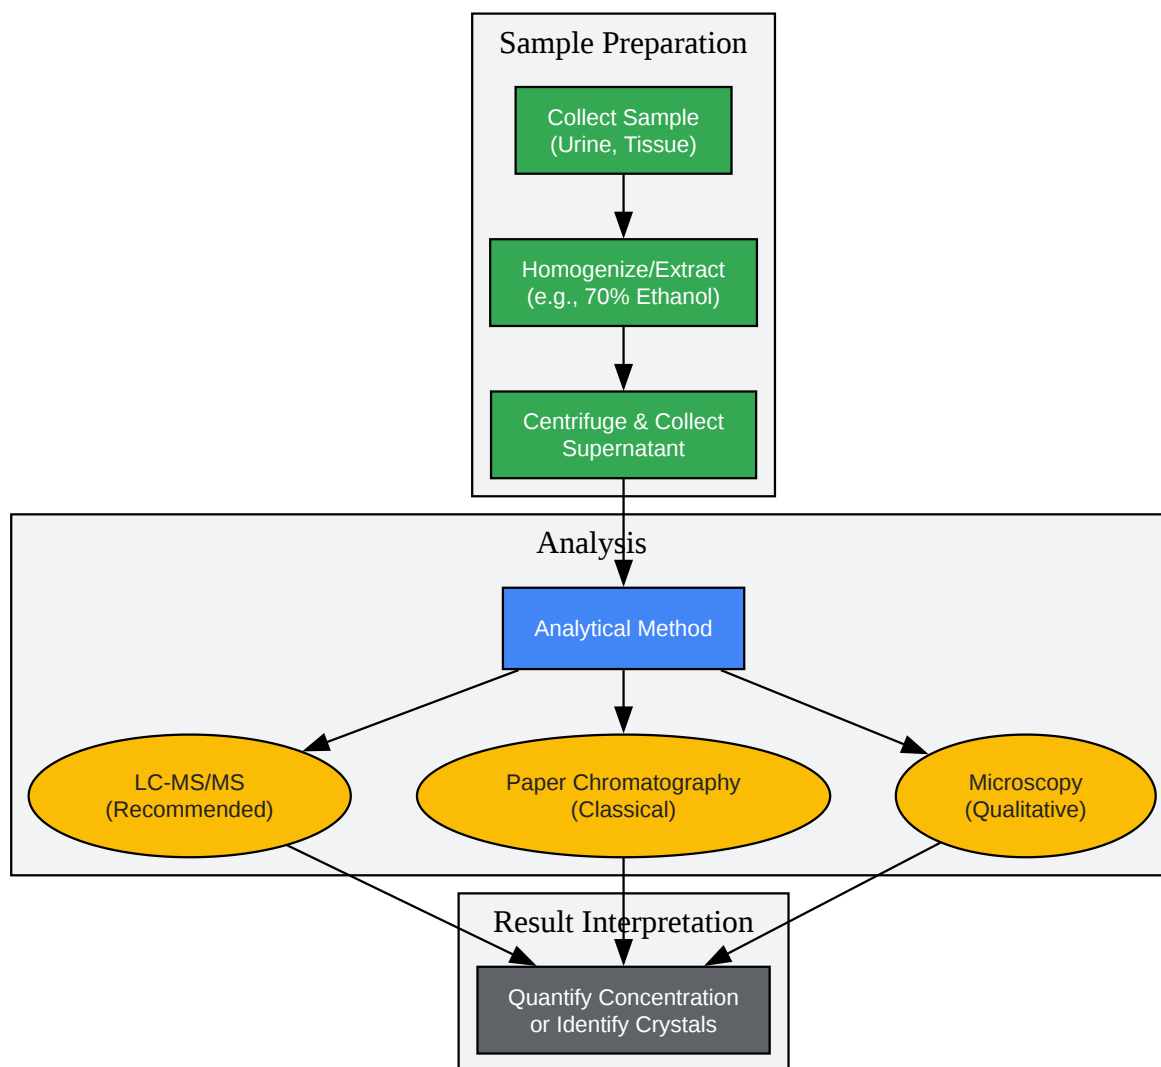 Sample Preparation
Collect Sample
(Urine, Tissue)
Homogenize/Extract
(e.g., 70% Ethanol)
Centrifuge & Collect
Supernatant
Analysis
Analytical Method
LC-MS/MS
(Recommended)
Paper Chromatography
(Classical)
Microscopy
(Qualitative)
Result Interpretation
Quantify Concentration
or Identify Crystals